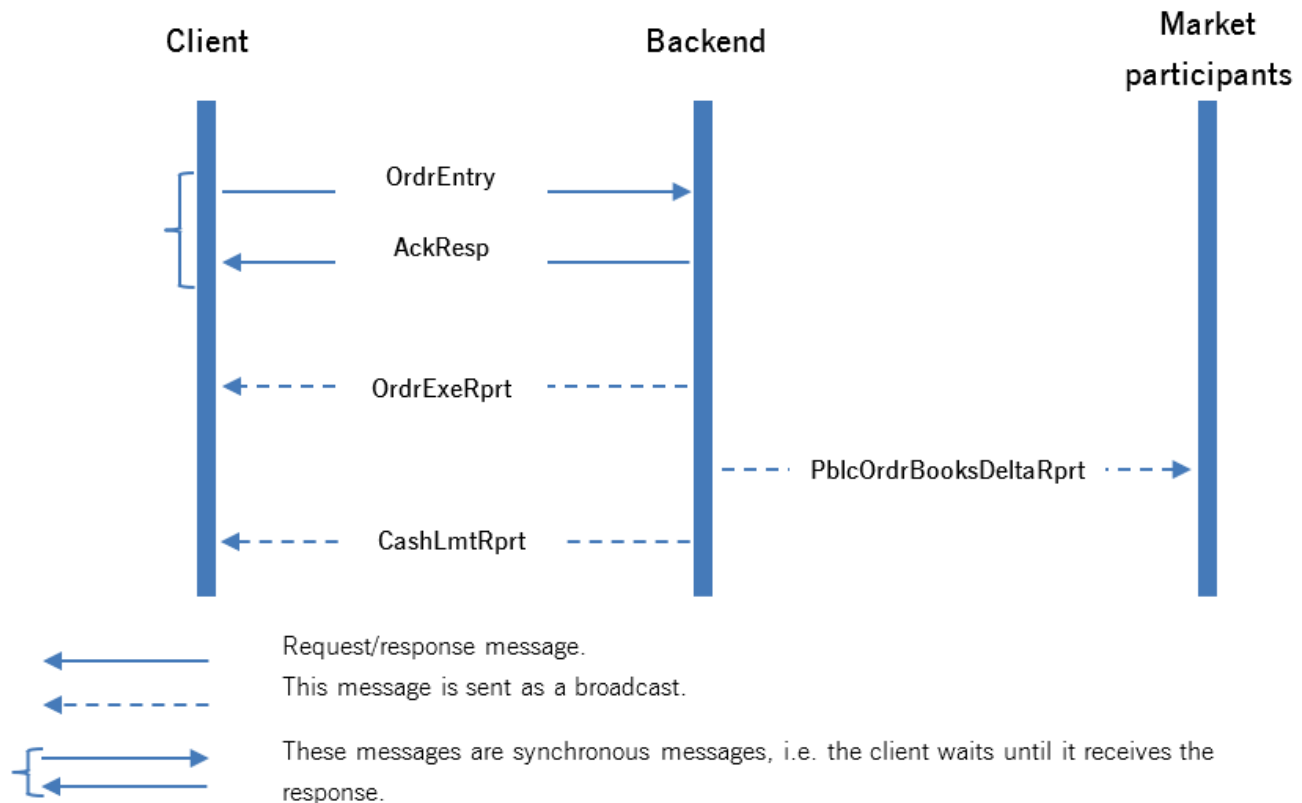 Client
Backend
Market
participants
OrdrEntry
AckResp
OrdrExeRprt
PblcOrdrBooksDeltaRprt
CashLmtRprt
Request/response message.
This message is sent as a broadcast.
These messages are synchronous messages, i.e. the client waits until it receives the
response.